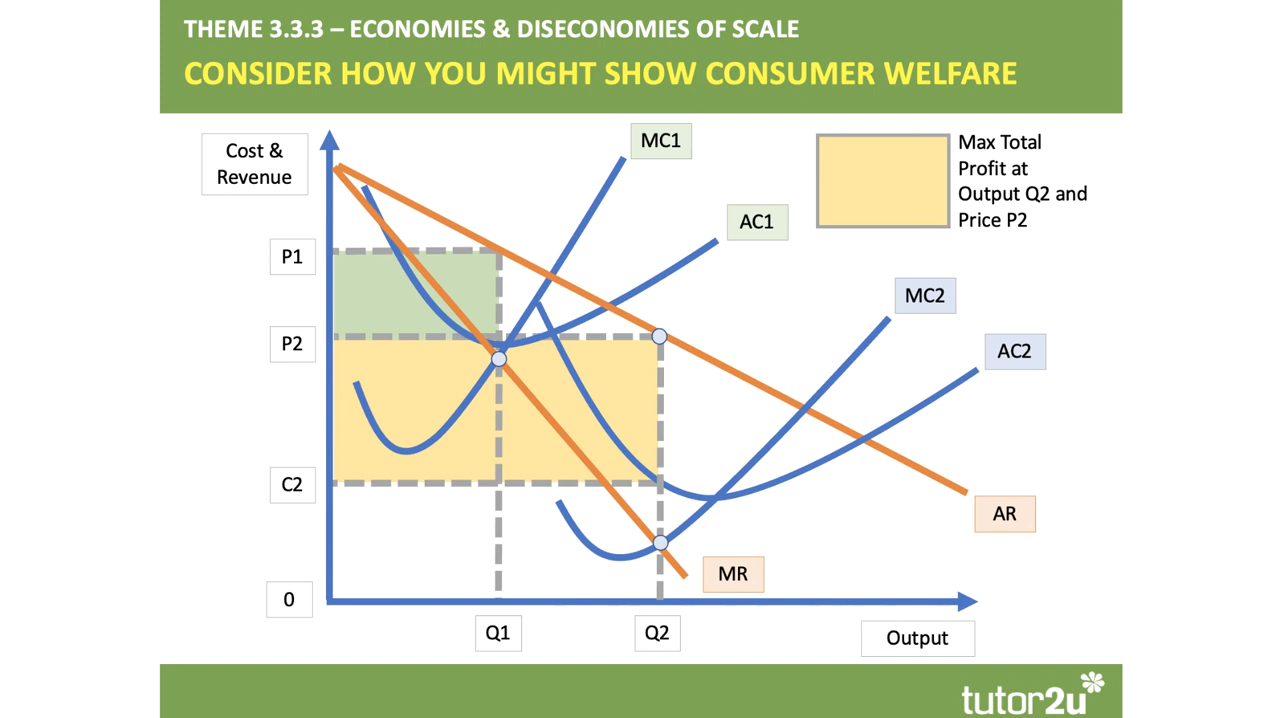 THEME 3.3.3 – ECONOMIES & DISECONOMIES OF SCALE
CONSIDER HOW YOU MIGHT SHOW CONSUMER WELFARE
Cost &
Revenue
MC1
Max Total
Profit at
Output Q2 and
Price P2
AC1
P1
MC2
P2
AC2
C2
AR
MR
0
Q1
Q2
Output
tutor2u